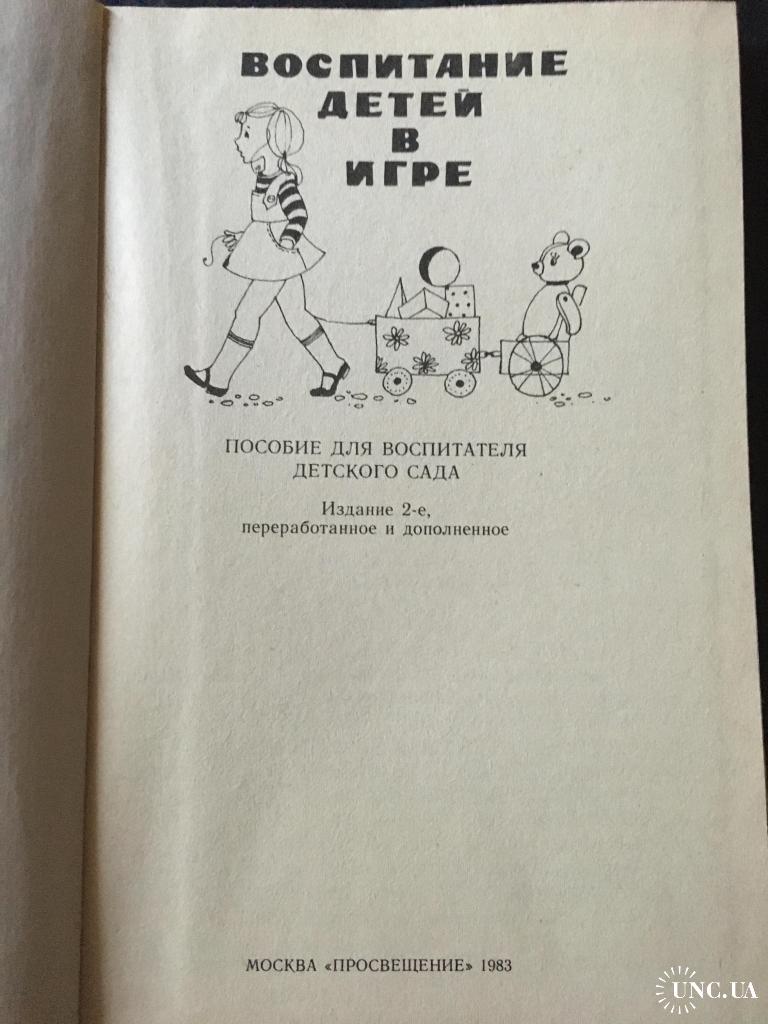 ВОСПИТАНИЕ
ДЕТЕЙ
В
ИГРЕ
ПОСОБИЕ ДЛЯ ВОСПИТАТЕЛЯ
ДЕТСКОГО САДА
Издание 2-е,
переработанное и дополненное
МОСКВА «ПРОСВЕЩЕНИЕ» 1983
UNC.UA